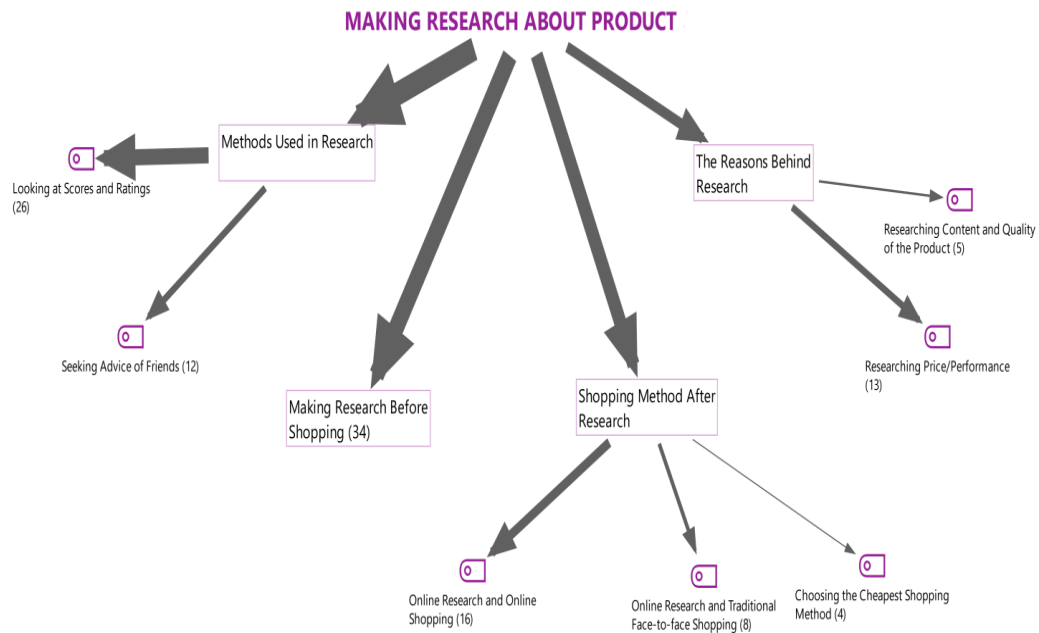 MAKING RESEARCH ABOUT PRODUCT
Methods Used in Research
Looking at Scores and Ratings
(26)
Seeking Advice of Friends (12)
Making Research Before
Shopping (34)
Shopping Method After
Research
Online Research and Online
Shopping (16)
Online Research and Traditional
Face-to-face Shopping (8)
Choosing the Cheapest Shopping
Method (4)
The Reasons Behind
Research
Researching Content and Quality
of the Product (5)
Researching Price/Performance
(13)